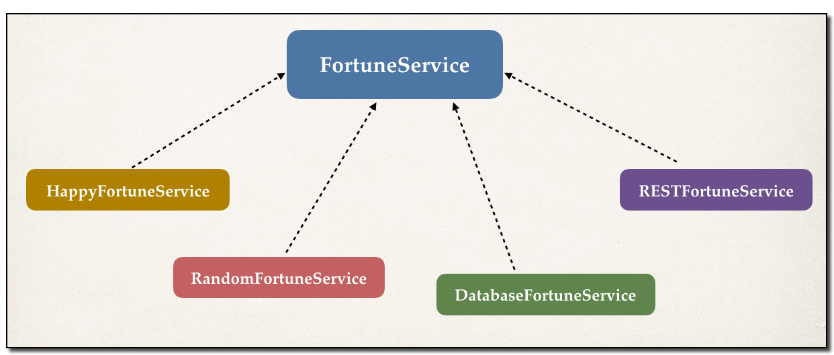 FortuneService
HappyFortuneService
RESTFortuneService
RandomFortuneService
DatabaseFortuneService